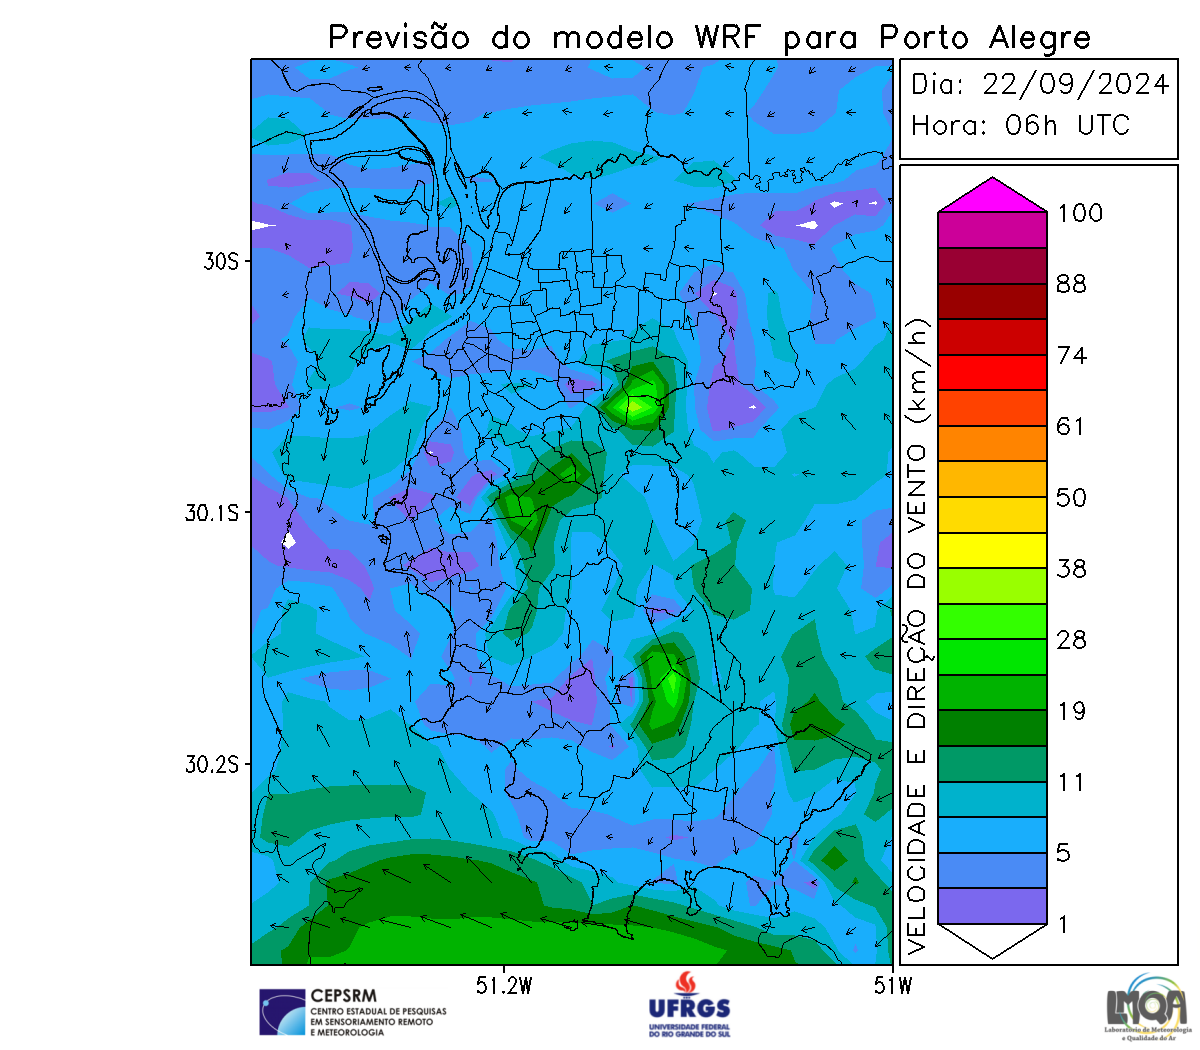 Previsão do modelo WRF para Porto Alegre
Dia: 22/09/2024
Hora: 06h UTC
30S
30.1S
30.2S
51.2W
51W
VELOCIDADE E DIREÇÃO DO VENTO (km/h)
100
88
74
61
50
38
28
19
11
5
1
CEPSRM
CENTRO ESTADUAL DE PESQUISAS
EM SENSORIAMENTO REMOTO
E METEOROLOGIA
UFRGS
UNIVERSIDADE FEDERAL
DO RIO GRANDE DO SUL
LMQA
Laboratório de Meteorologia
e Qualidade do Ar